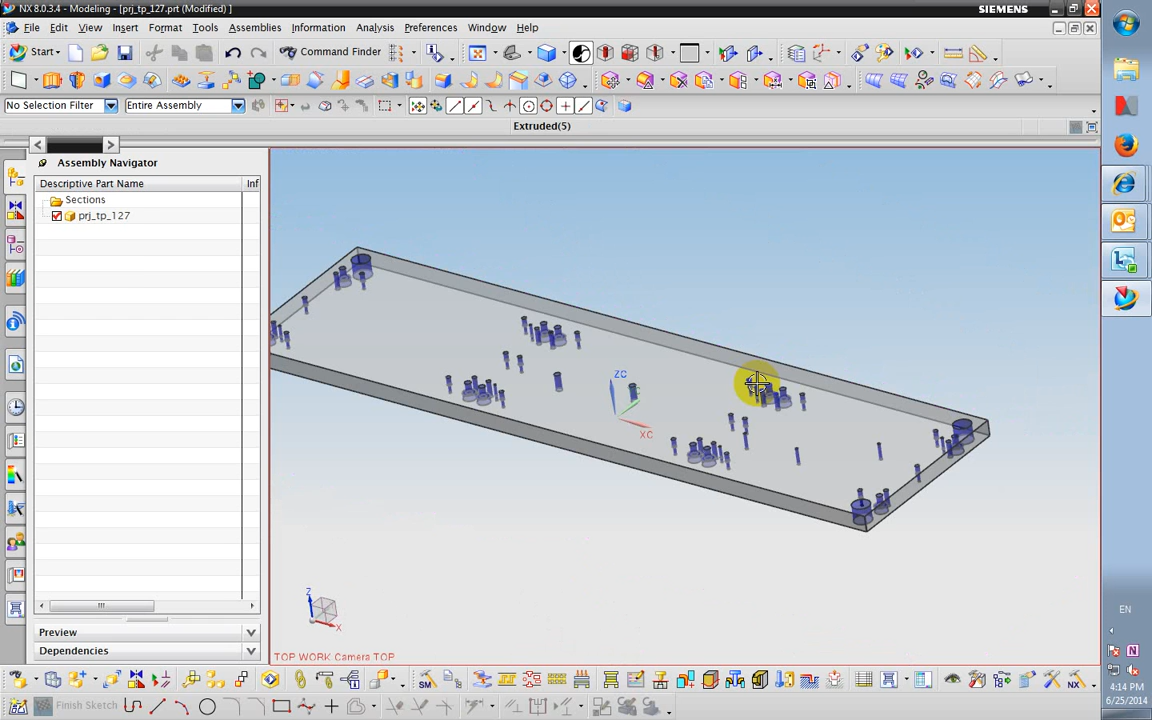 NX 8.0.3.4 - Modeling - [prj_tp_127.prt (Modified) ]
SIEMENS
File Edit View Insert Format Tools Assemblies Information Analysis Preferences Window Help
Start Command Finder
No Selection Filter Entire Assembly
Extruded(5)
Assembly Navigator
Descriptive Part Name Inf
Sections
prj_tp_127
ZC
XC
Z
X
TOP WORK Camera TOP
Preview
Dependencies
EN
4:14 PM
6/25/2014
SM
NX
Finish Sketch